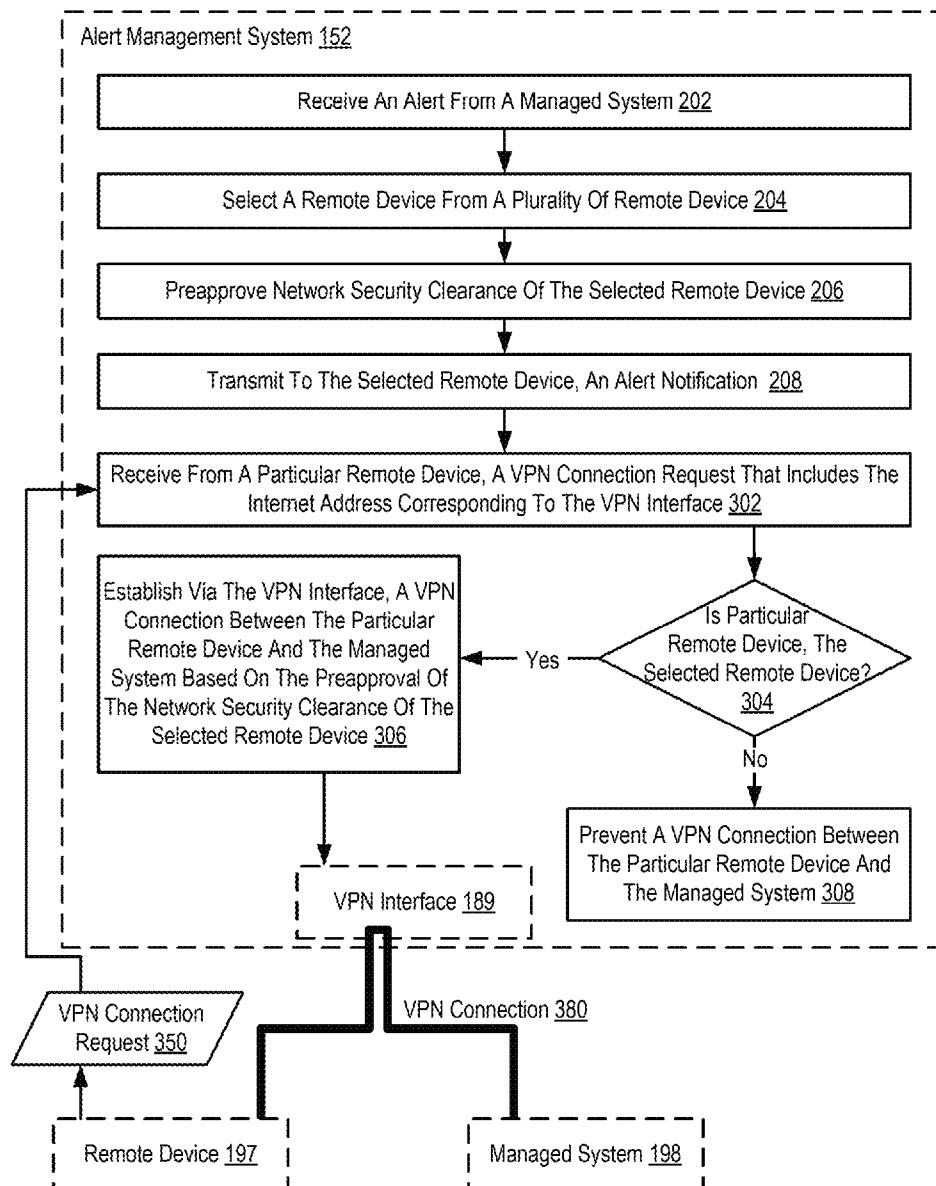 Alert Management System 152
Receive An Alert From A Managed System 202
Select A Remote Device From A Plurality Of Remote Device 204
Preapprove Network Security Clearance Of The Selected Remote Device 206
Transmit To The Selected Remote Device, An Alert Notification 208
Receive From A Particular Remote Device, A VPN Connection Request That Includes The
Internet Address Corresponding To The VPN Interface 302
Establish Via The VPN Interface, A VPN
Connection Between The Particular
Remote Device And The Managed
System Based On The Preapproval Of
The Network Security Clearance Of The
Selected Remote Device 306
Yes
Is Particular
Remote Device, The
Selected Remote Device?
304
No
Prevent A VPN Connection Between
The Particular Remote Device And
The Managed System 308
VPN Interface 189
VPN Connection 380
VPN Connection
Request 350
Remote Device 197
Managed System 198